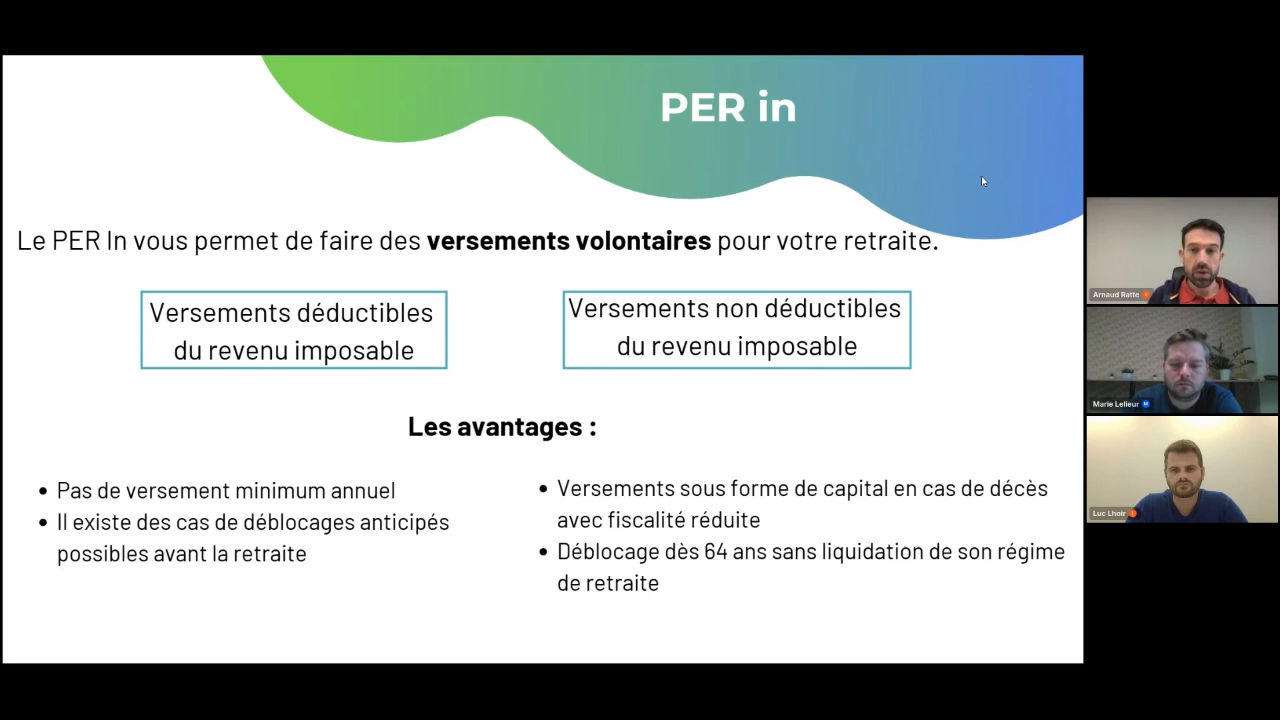 PER in
Le PER In vous permet de faire des versements volontaires pour votre retraite.
Versements déductibles
du revenu imposable
Versements non déductibles
du revenu imposable
Les avantages :
• Pas de versement minimum annuel
• Il existe des cas de déblocages anticipés
possibles avant la retraite
• Versements sous forme de capital en cas de décès
avec fiscalité réduite
• Déblocage dès 64 ans sans liquidation de son régime
de retraite
Arnaud Ratte
Marie Lelieur
Luc Lhoir